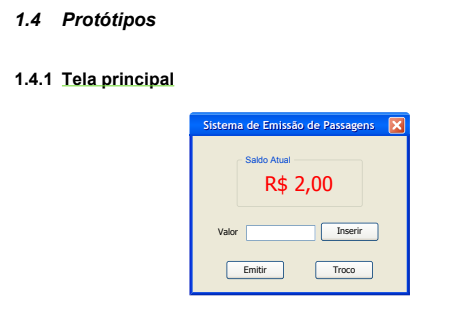 1.4 Protótipos
1.4.1 Tela principal
Sistema de Emissão de Passagens
Saldo Atual
R$ 2,00
Valor Inserir
Emitir Troco